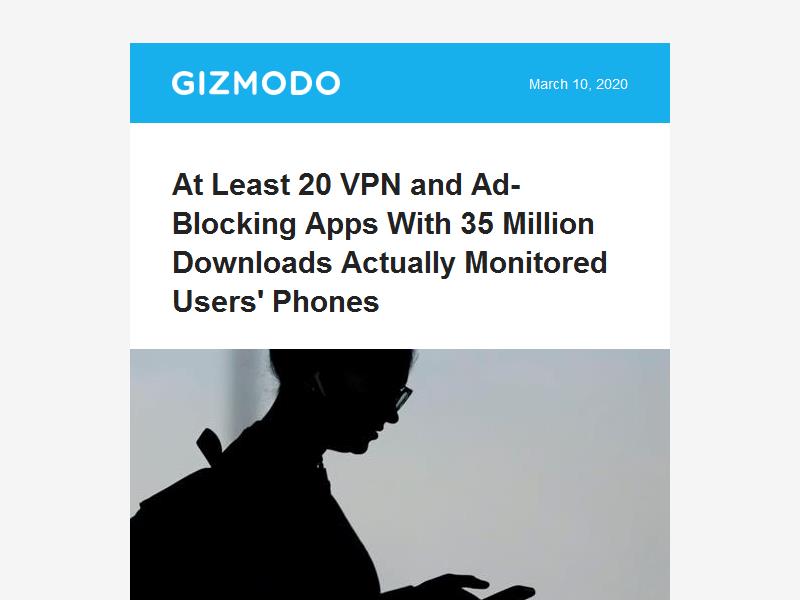 GIZMODO
March 10, 2020
At Least 20 VPN and Ad-
Blocking Apps With 35 Million
Downloads Actually Monitored
Users' Phones